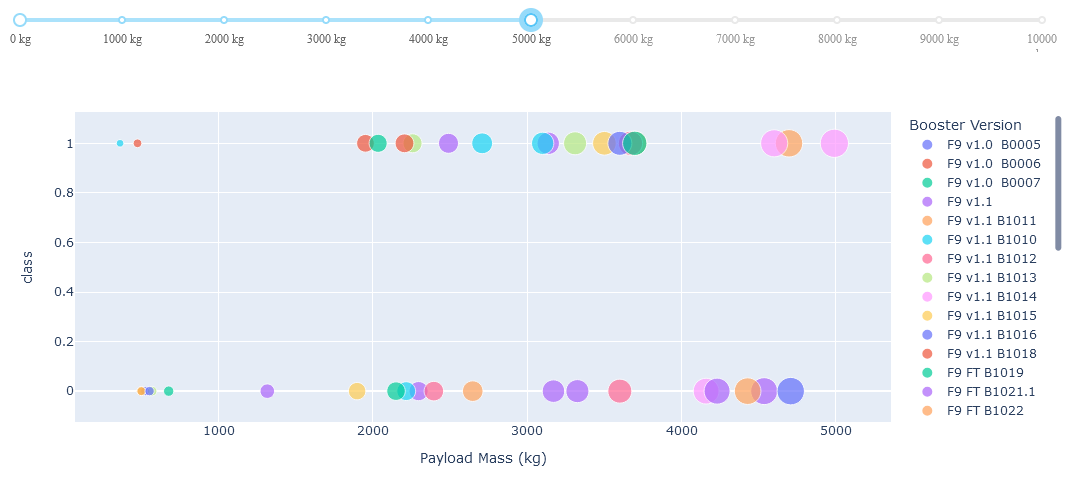 0 kg 1000 kg 2000 kg 3000 kg 4000 kg 5000 kg 6000 kg 7000 kg 8000 kg 9000 kg 10000
Booster Version
F9 v1.0  B0005
F9 v1.0  B0006
F9 v1.0  B0007
F9 v1.1
F9 v1.1 B1011
F9 v1.1 B1010
F9 v1.1 B1012
F9 v1.1 B1013
F9 v1.1 B1014
F9 v1.1 B1015
F9 v1.1 B1016
F9 v1.1 B1018
F9 FT B1019
F9 FT B1021.1
F9 FT B1022
class
1
0.8
0.6
0.4
0.2
0
1000 2000 3000 4000 5000
Payload Mass (kg)